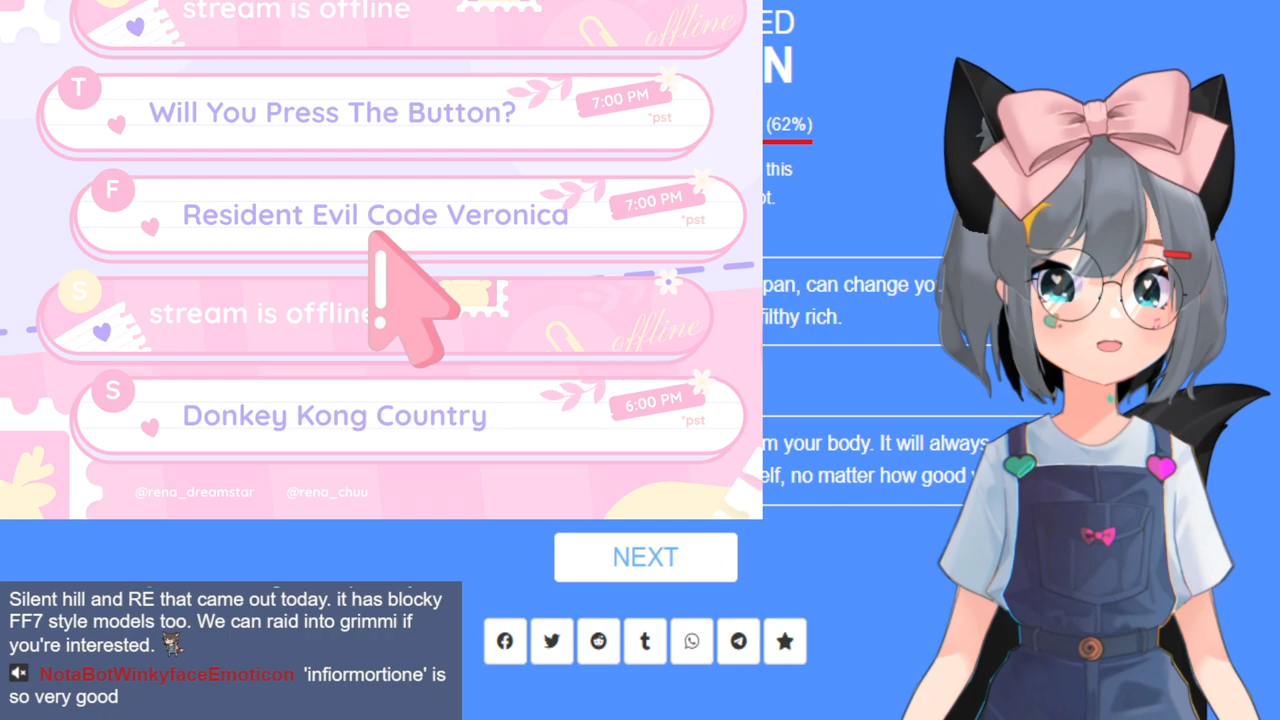 stream is offline
offline
T
Will You Press The Button?
7:00 PM
*pst
F
Resident Evil Code Veronica
7:00 PM
*pst
S
stream is offline
offline
S
Donkey Kong Country
6:00 PM
*pst
@rena_dreamstar @rena_chuu
ED
N
(62%)
this
ot.
pan, can change yo
filthy rich.
m your body. It will always
elf, no matter how good
NEXT
Silent hill and RE that came out today. it has blocky
FF7 style models too. We can raid into grimmi if
you're interested.
NotaBotWinkyfaceEmoticon 'infiormortione' is
so very good